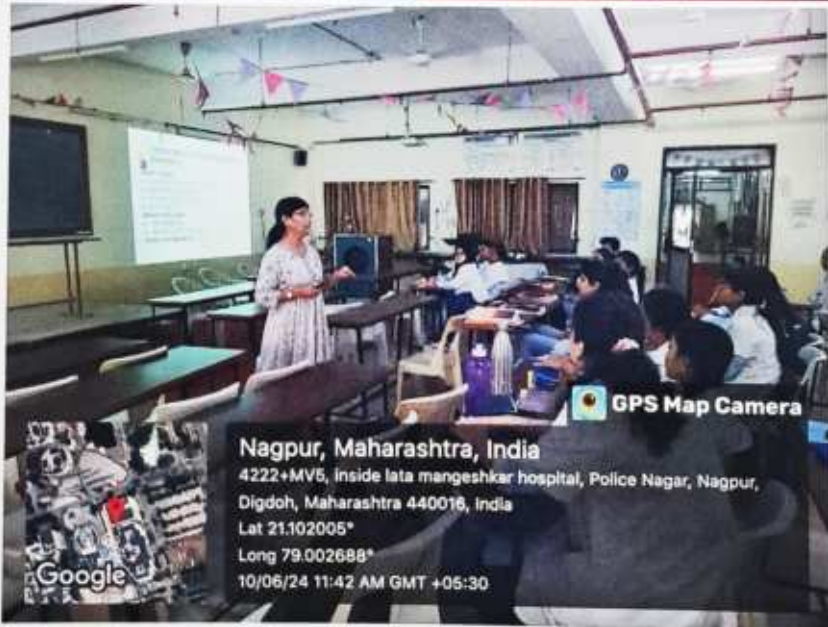 GPS Map Camera
Nagpur, Maharashtra, India
4222+MV5, inside lata mangeshkar hospital, Police Nagar, Nagpur,
Digdoh, Maharashtra 440016, India
Lat 21.102005°
Long 79.002688°
10/06/24 11:42 AM GMT +05:30
Google